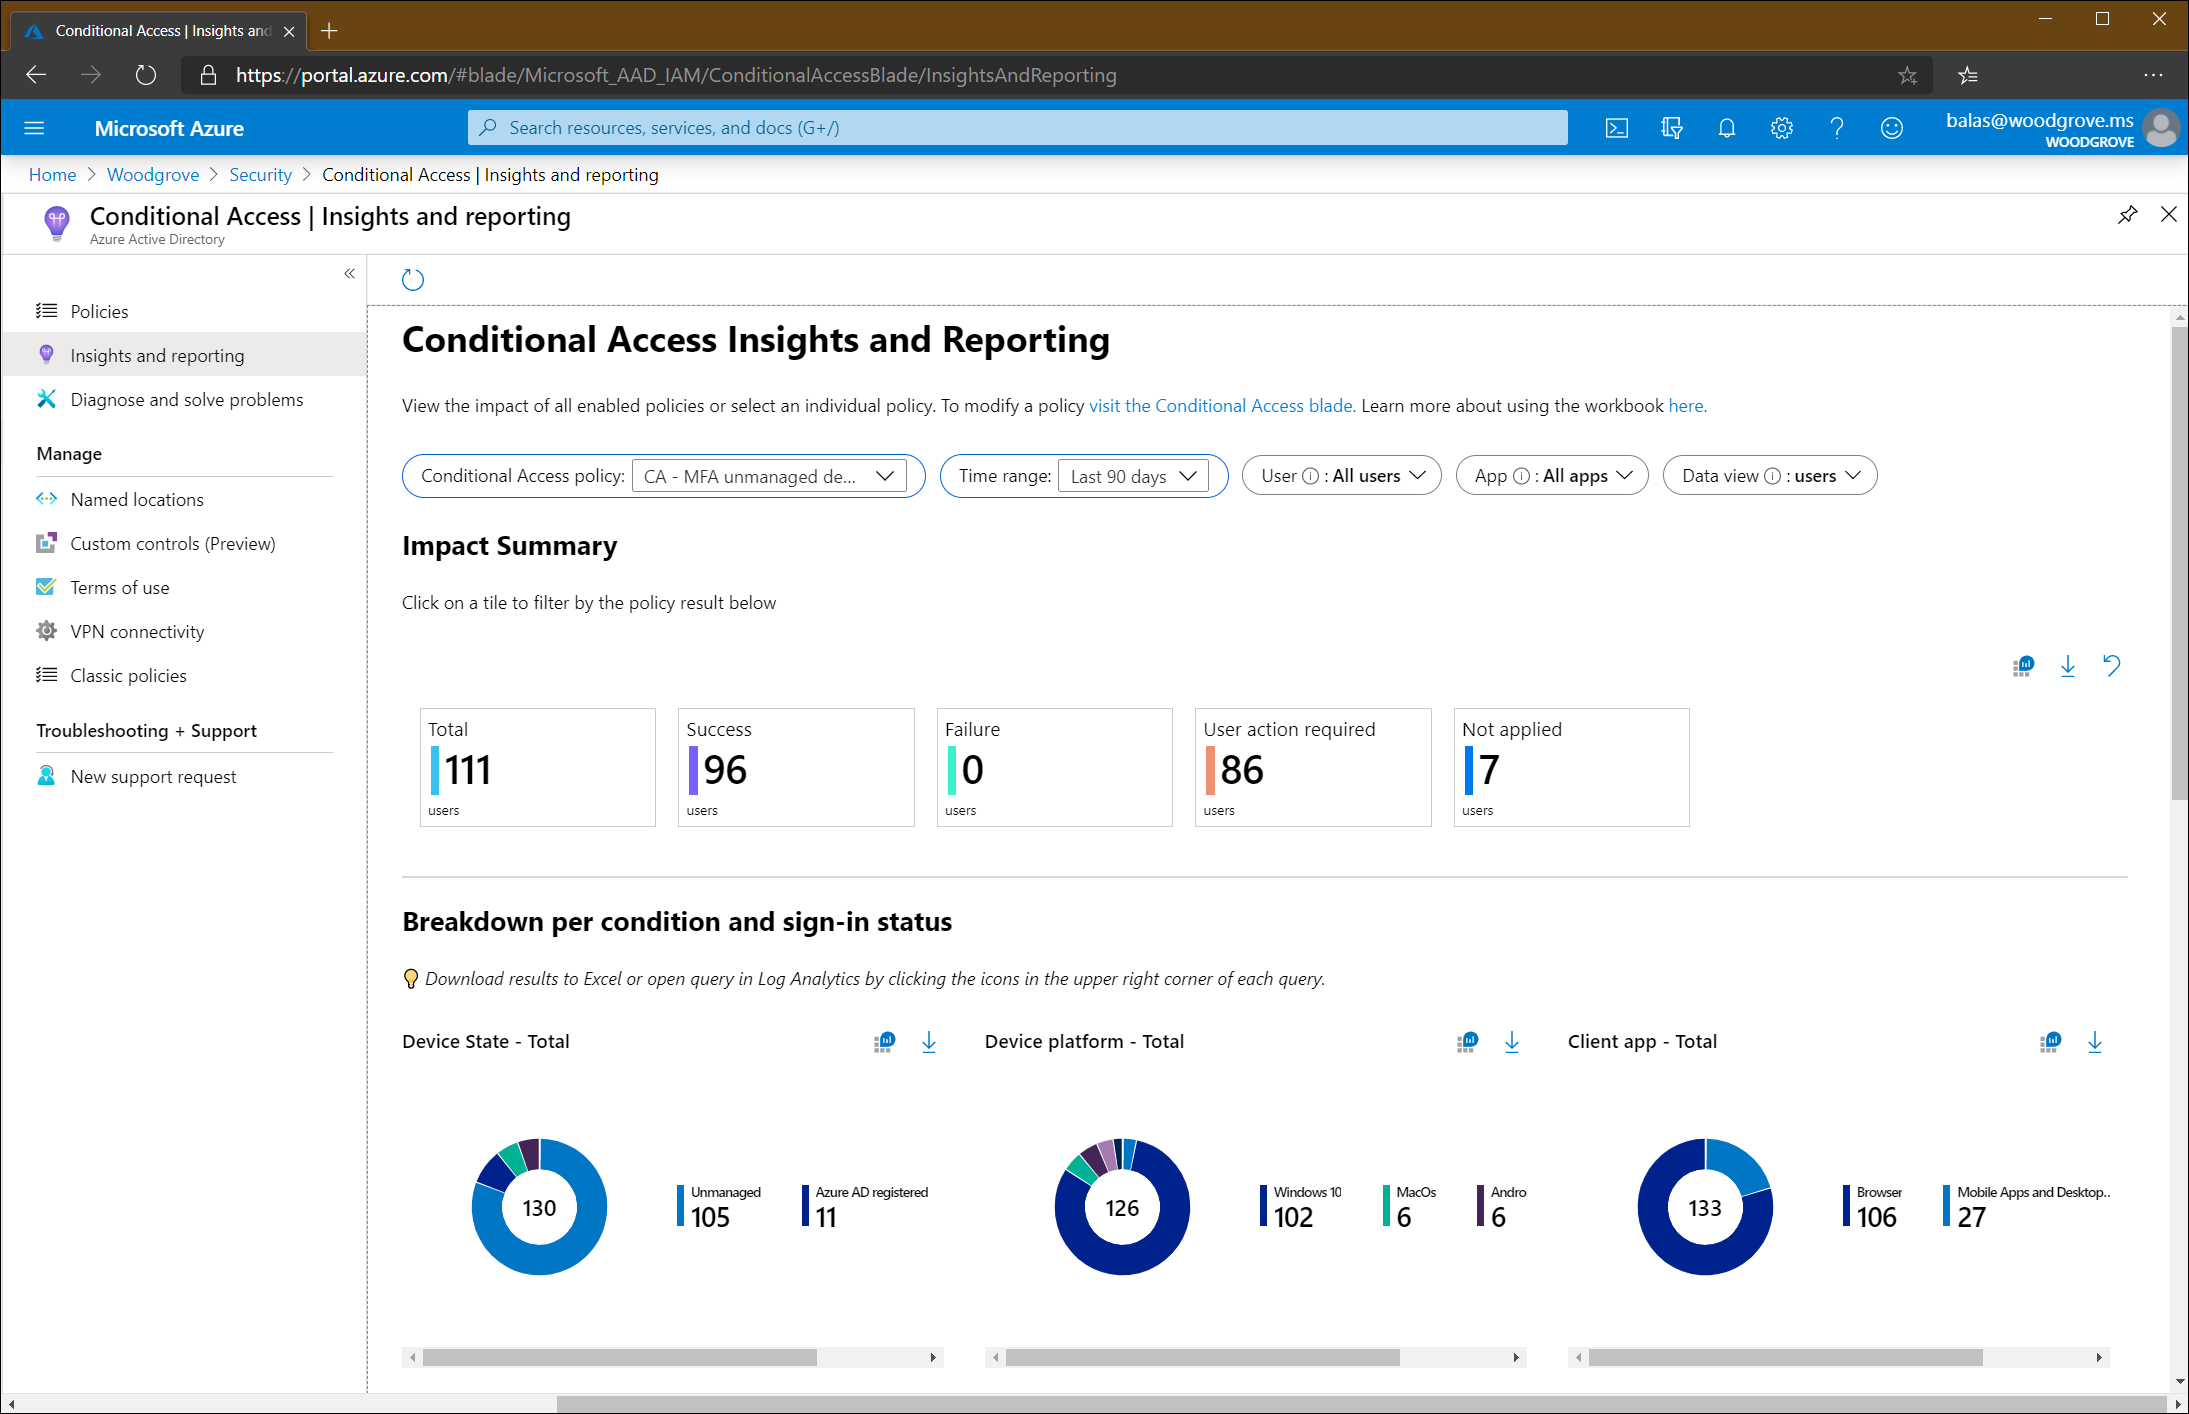 Conditional Access | Insights and
https://portal.azure.com/#blade/Microsoft_AAD_IAM/ConditionalAccessBlade/InsightsAndReporting
Microsoft Azure
Search resources, services, and docs (G+/)
balas@woodgrove.ms
WOODGROVE
Home > Woodgrove > Security > Conditional Access | Insights and reporting
Conditional Access | Insights and reporting
Azure Active Directory
Policies
Insights and reporting
Diagnose and solve problems
Manage
Named locations
Custom controls (Preview)
Terms of use
VPN connectivity
Classic policies
Troubleshooting + Support
New support request
Conditional Access Insights and Reporting
View the impact of all enabled policies or select an individual policy. To modify a policy visit the Conditional Access blade. Learn more about using the workbook here.
Conditional Access policy: CA - MFA unmanaged de... Time range: Last 90 days User : All users App : All apps Data view : users
Impact Summary
Click on a tile to filter by the policy result below
Total
111
users
Success
96
users
Failure
0
users
User action required
86
users
Not applied
7
users
Breakdown per condition and sign-in status
Download results to Excel or open query in Log Analytics by clicking the icons in the upper right corner of each query.
Device State - Total
130
Unmanaged
105
Azure AD registered
11
Device platform - Total
126
Windows 10
102
MacOs
6
Andro
6
Client app - Total
133
Browser
106
Mobile Apps and Desktop..
27